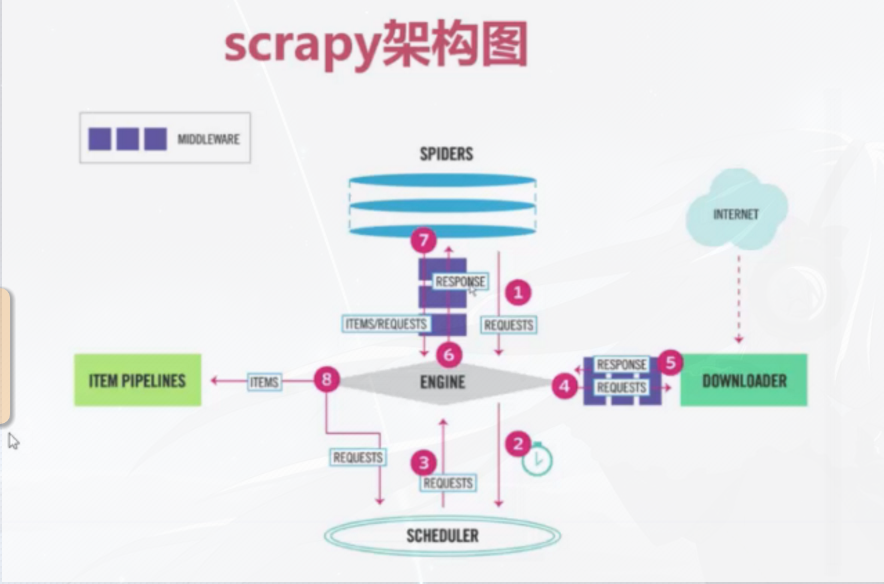 scrapy架构图
MIDDLEWARE
SPIDERS
INTERNET
7
RESPONSE
1
ITEMS/REQUESTS
REQUESTS
6
RESPONSE
5
ITEM PIPELINES
ITEMS
8
ENGINE
4
REQUESTS
DOWNLOADER
2
REQUESTS
3
REQUESTS
SCHEDULER